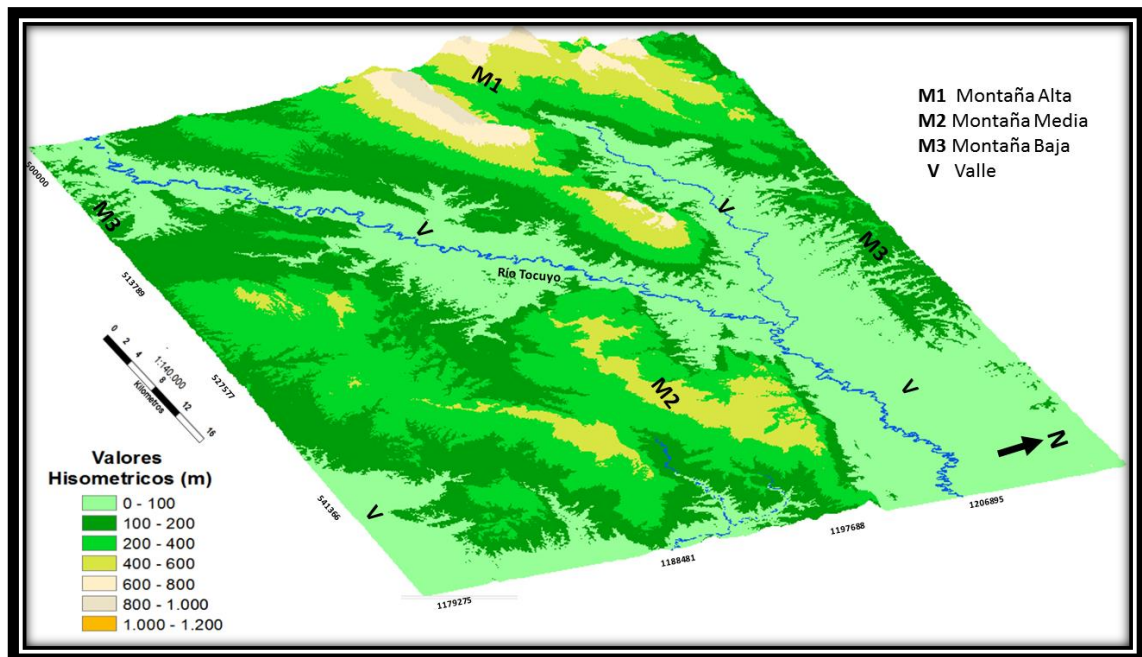 M1
M1 Montaña Alta
M2 Montaña Media
M3 Montaña Baja
V Valle
V
500000
M3
V
M3
Río Tocuyo
513789
0 2 4 8 12 16
1:140.000
Kilometros
527577
M2
V
N
Valores
Hisometricos (m)
0 - 100
100 - 200
200 - 400
400 - 600
600 - 800
800 - 1.000
1.000 - 1.200
541366
V
1206895
1197688
1188481
1179275